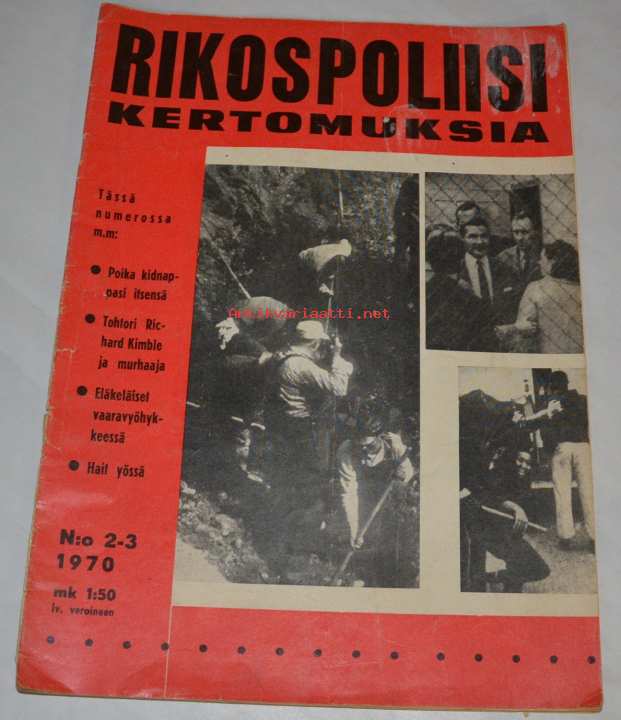 RIKOSPOLIISI
KERTOMUKSIA
Tässä
numerossa
m.m:
● Poika kidnap-
pasi itsensä
● Tohtori Ric-
hard Kimble
ja murhaaja
● Eläkeläiset
vaaravyöhyk-
keessä
● Hait yössä
N:o 2-3
1970
mk 1:50
lv. veroineen
Antikvariaatti.net